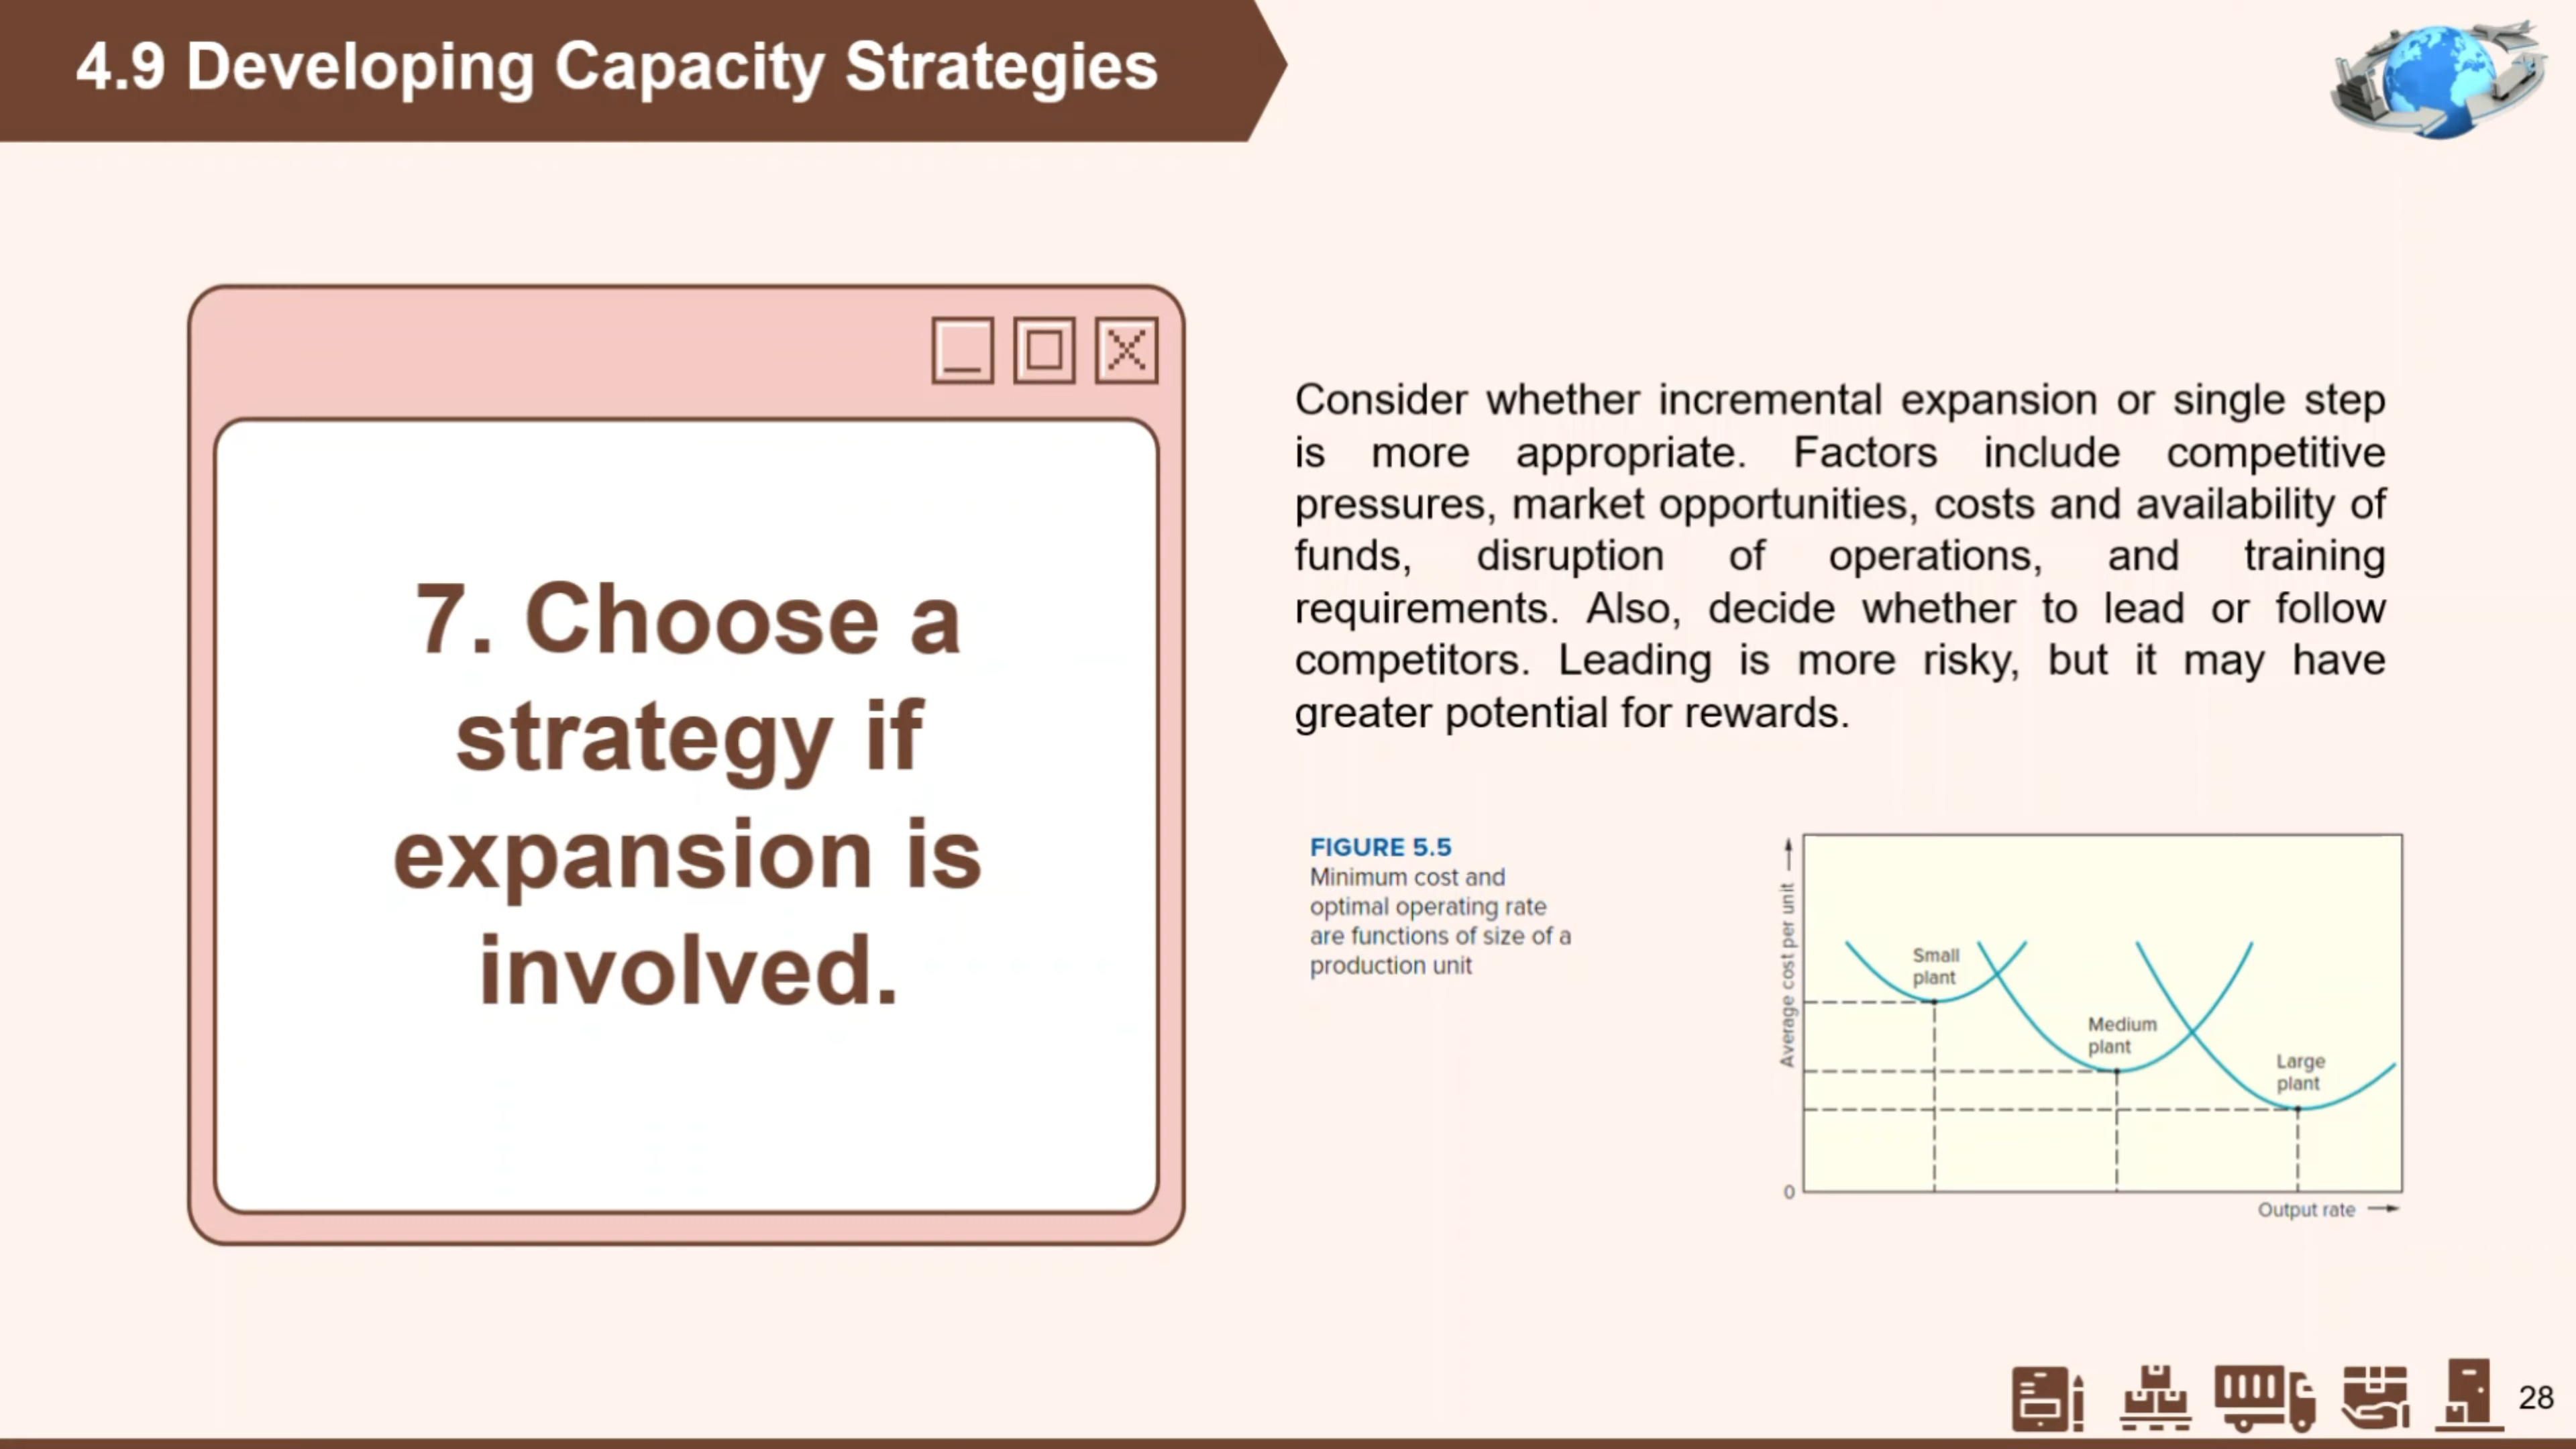 4.9 Developing Capacity Strategies
7. Choose a
strategy if
expansion is
involved.
Consider whether incremental expansion or single step
is more appropriate. Factors include competitive
pressures, market opportunities, costs and availability of
funds, disruption of operations, and training
requirements. Also, decide whether to lead or follow
competitors. Leading is more risky, but it may have
greater potential for rewards.
FIGURE 5.5
Minimum cost and
optimal operating rate
are functions of size of a
production unit
Average cost per unit
Small
plant
Medium
plant
Large
plant
0
Output rate
28